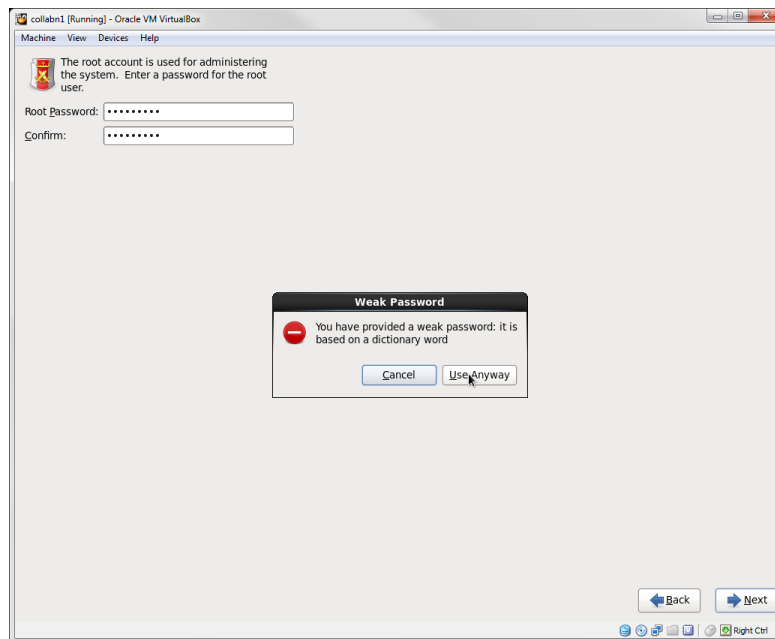 collabn1 [Running] - Oracle VM VirtualBox
Machine View Devices Help
The root account is used for administering
the system. Enter a password for the root
user.
Root Password: •••••••••
Confirm: •••••••••
Weak Password
You have provided a weak password: it is
based on a dictionary word
Cancel Use Anyway
Back Next
Right Ctrl